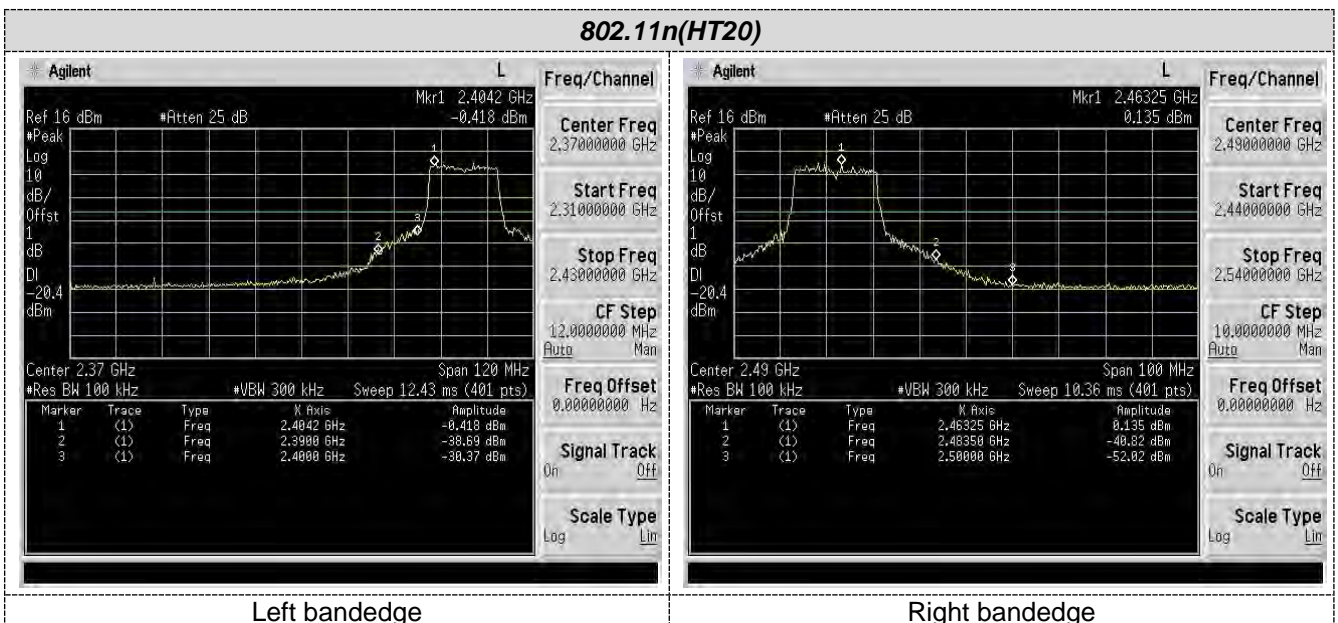 802.11n(HT20)
Agilent L
Mkr1 2.4042 GHz
Ref 16 dBm #Atten 25 dB -0.418 dBm
#Peak
Log
10
dB/
Offst
1
dB
DI
-20.4
dBm
1
2
3
Center 2.37 GHz Span 120 MHz
#Res BW 100 kHz #VBW 300 kHz Sweep 12.43 ms (401 pts)
Marker Trace Type X Axis Amplitude
1 (1) Freq 2.4042 GHz -0.418 dBm
2 (1) Freq 2.3900 GHz -38.69 dBm
3 (1) Freq 2.4000 GHz -30.37 dBm
Freq/Channel
Center Freq
2.37000000 GHz
Start Freq
2.31000000 GHz
Stop Freq
2.43000000 GHz
CF Step
12.0000000 MHz
Auto Man
Freq Offset
0.00000000 Hz
Signal Track
On Off
Scale Type
Log Lin
Left bandedge
Agilent L
Mkr1 2.46325 GHz
Ref 16 dBm #Atten 25 dB 0.135 dBm
#Peak
Log
10
dB/
Offst
1
dB
DI
-20.4
dBm
1
2
3
Center 2.49 GHz Span 100 MHz
#Res BW 100 kHz #VBW 300 kHz Sweep 10.36 ms (401 pts)
Marker Trace Type X Axis Amplitude
1 (1) Freq 2.46325 GHz 0.135 dBm
2 (1) Freq 2.48350 GHz -40.82 dBm
3 (1) Freq 2.50000 GHz -52.02 dBm
Freq/Channel
Center Freq
2.49000000 GHz
Start Freq
2.44000000 GHz
Stop Freq
2.54000000 GHz
CF Step
10.0000000 MHz
Auto Man
Freq Offset
0.00000000 Hz
Signal Track
On Off
Scale Type
Log Lin
Right bandedge